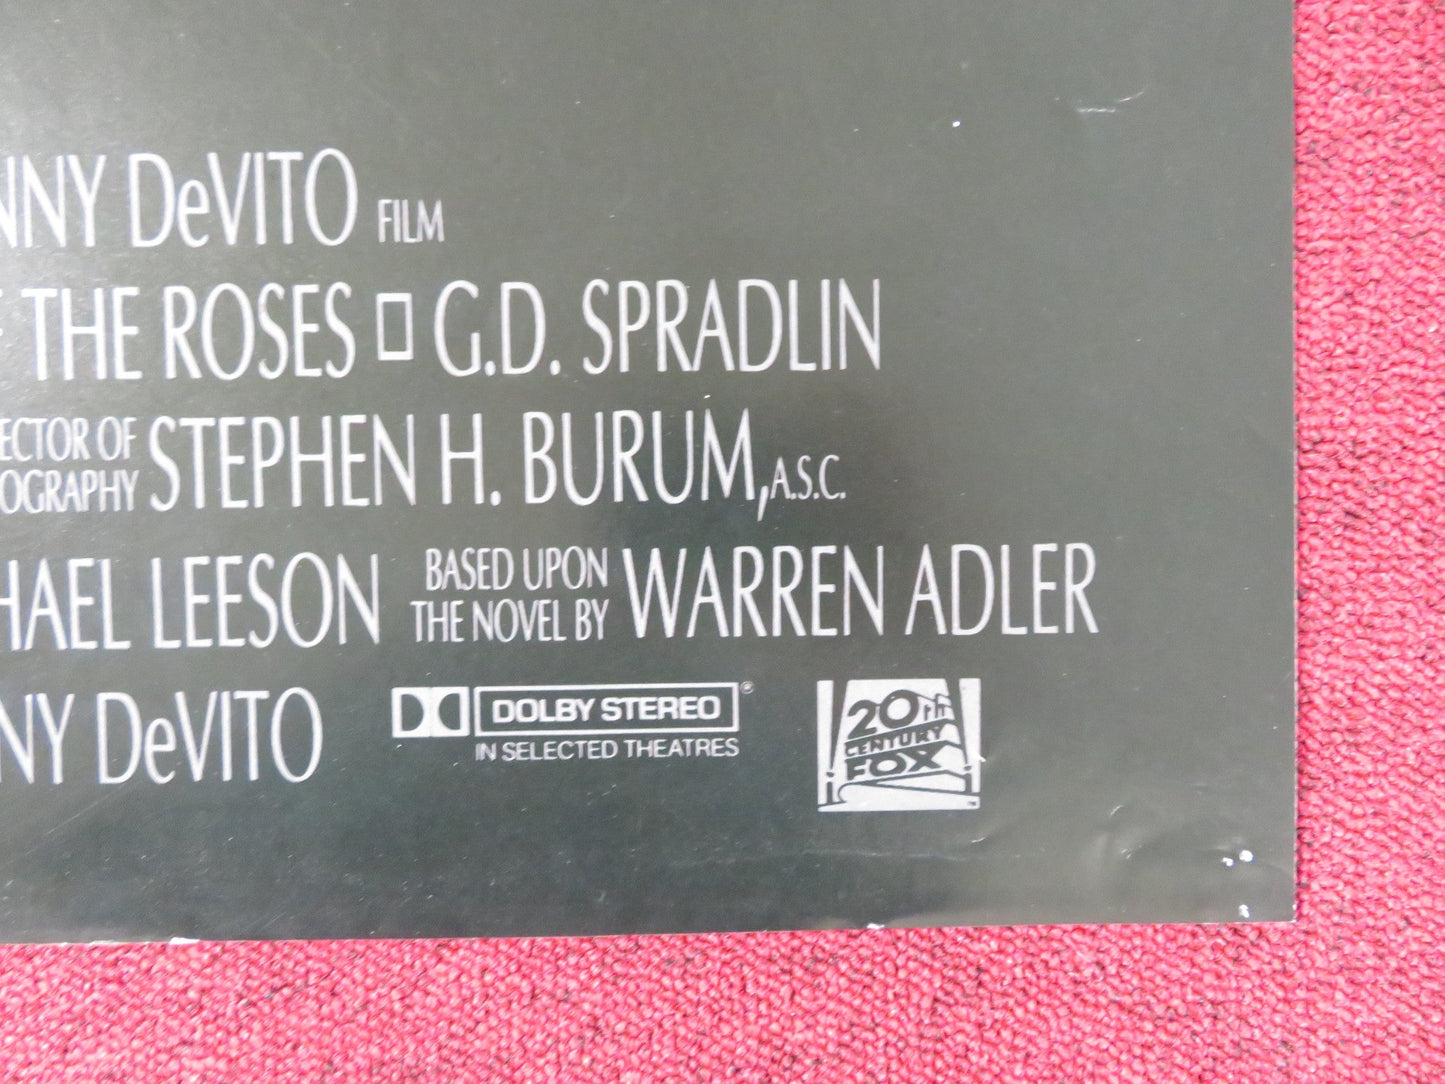 NNY DeVITO FILM
F THE ROSES □ G.D. SPRADLIN
ECTOR OF
OGRAPHY STEPHEN H. BURUM, A.S.C.
HAEL LEESON BASED UPON
THE NOVEL BY WARREN ADLER
NY DeVITO
DOLBY STEREO®
IN SELECTED THEATRES
20TH
CENTURY
FOX